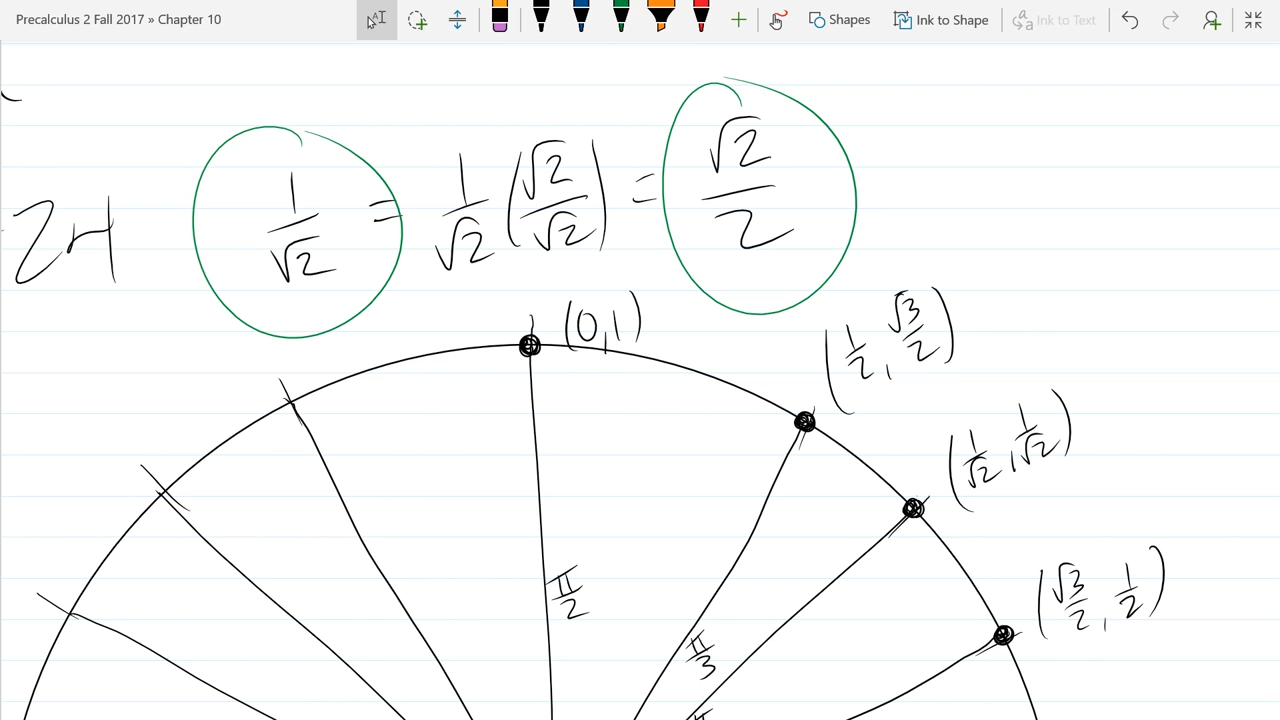 Precalculus 2 Fall 2017 » Chapter 10
Shapes
Ink to Shape
Ink to Text
1/√2 = 1/√2 (√2/√2) = √2/2
(0,1)
(1/2, √3/2)
(1/√2, 1/√2)
(√3/2, 1/2)
π/2
π/3